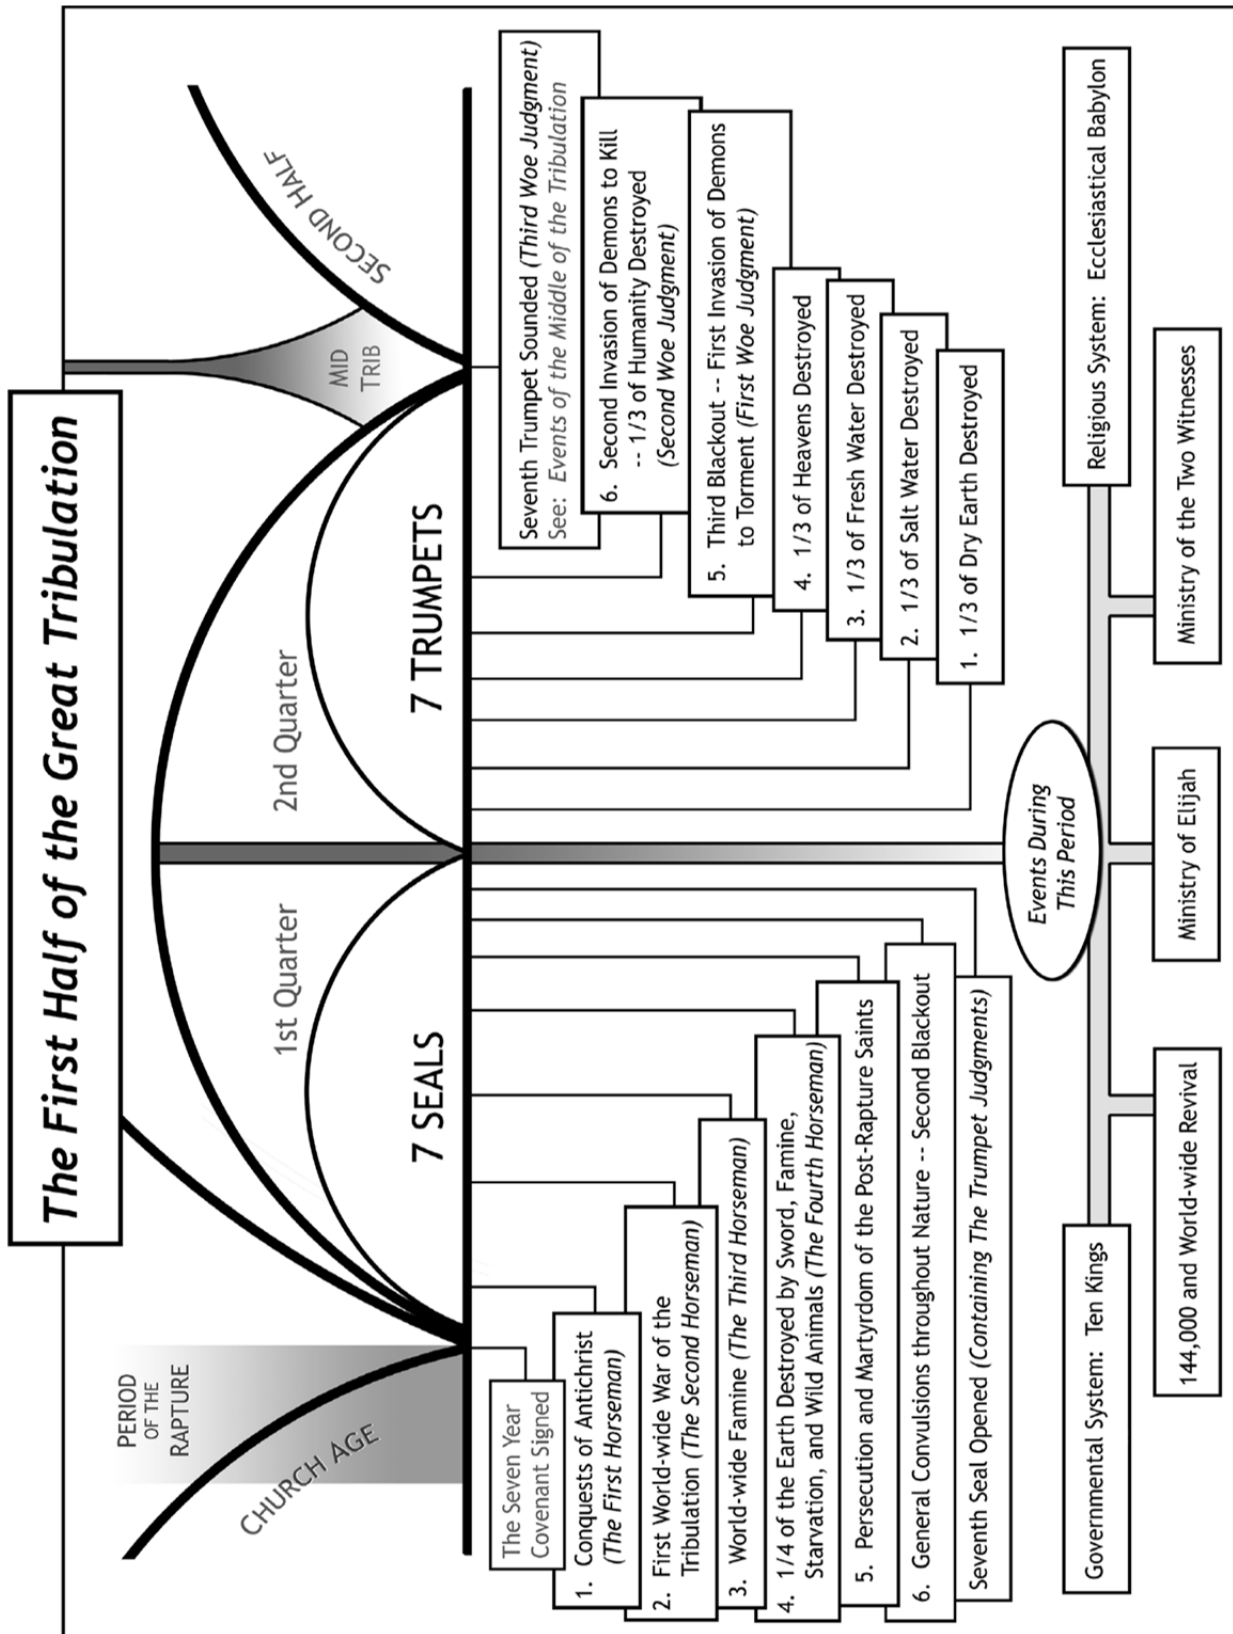 The First Half of the Great Tribulation
PERIOD
OF THE
RAPTURE
CHURCH AGE
1st Quarter
2nd Quarter
MID
TRIB
SECOND HALF
7 SEALS
7 TRUMPETS
The Seven Year
Covenant Signed
1. Conquests of Antichrist
(The First Horseman)
2. First World-wide War of the
Tribulation (The Second Horseman)
3. World-wide Famine (The Third Horseman)
4. 1/4 of the Earth Destroyed by Sword, Famine,
Starvation, and Wild Animals (The Fourth Horseman)
5. Persecution and Martyrdom of the Post-Rapture Saints
6. General Convulsions throughout Nature -- Second Blackout
Seventh Seal Opened (Containing The Trumpet Judgments)
Seventh Trumpet Sounded (Third Woe Judgment)
See: Events of the Middle of the Tribulation
6. Second Invasion of Demons to Kill
-- 1/3 of Humanity Destroyed
(Second Woe Judgment)
5. Third Blackout -- First Invasion of Demons
to Torment (First Woe Judgment)
4. 1/3 of Heavens Destroyed
3. 1/3 of Fresh Water Destroyed
2. 1/3 of Salt Water Destroyed
1. 1/3 of Dry Earth Destroyed
Events During
This Period
Governmental System: Ten Kings
Religious System: Ecclesiastical Babylon
144,000 and World-wide Revival
Ministry of Elijah
Ministry of the Two Witnesses